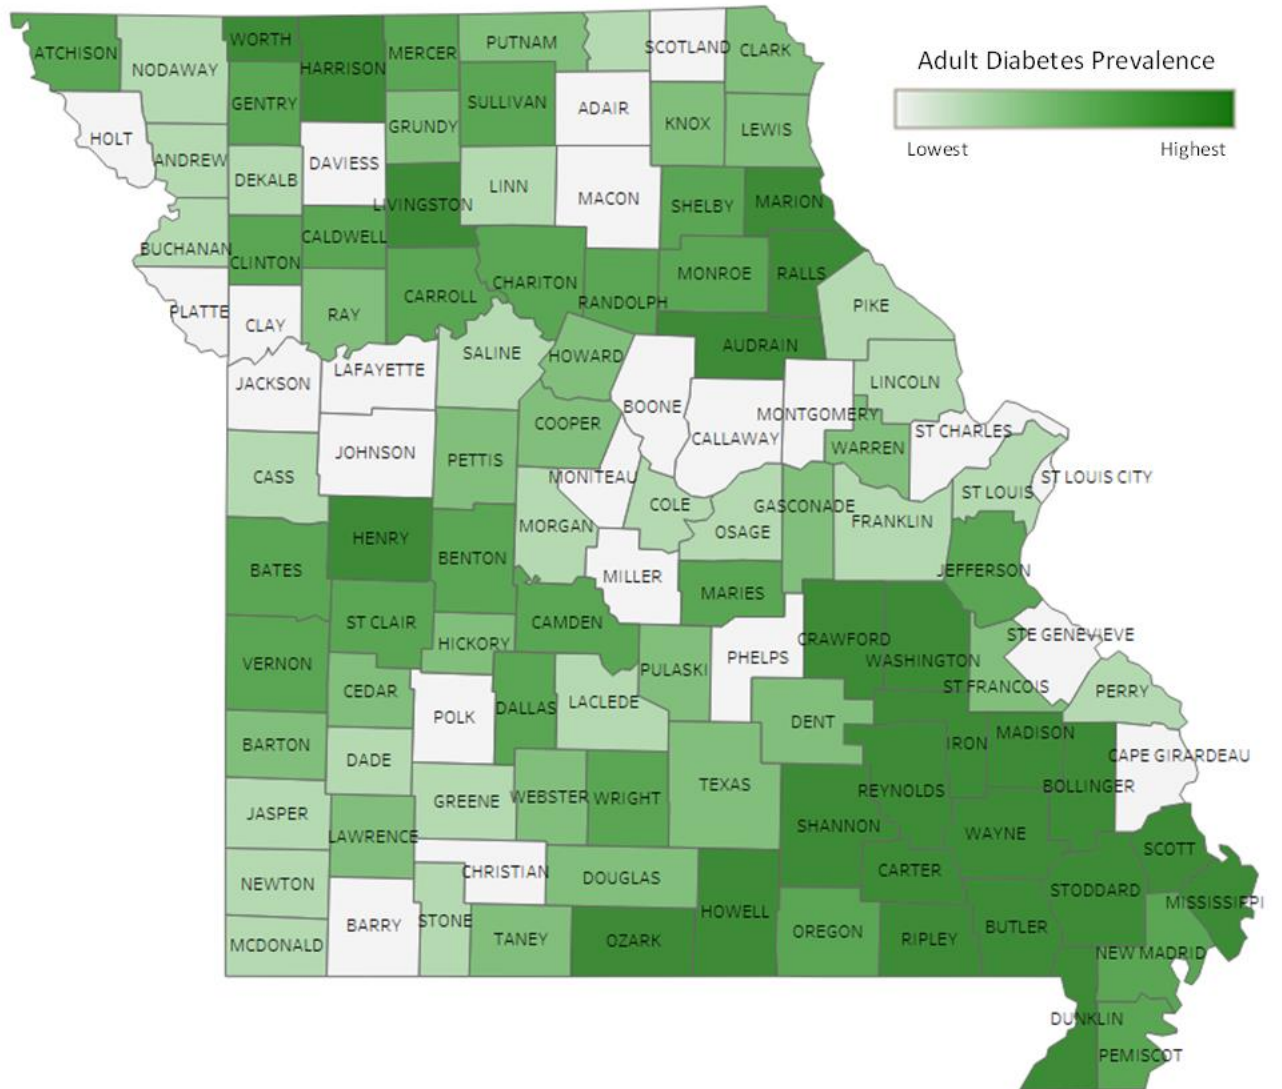 Adult Diabetes Prevalence
Lowest
Highest
ATCHISON
NODAWAY
WORTH
HARRISON
MERCER
PUTNAM
SCOTLAND
CLARK
HOLT
ANDREW
GENTRY
DEKALB
DAVIESS
GRUNDY
SULLIVAN
ADAIR
KNOX
LEWIS
LIVINGSTON
LINN
MACON
SHELBY
MARION
BUCHANAN
CLINTON
CALDWELL
PLATTE
CLAY
RAY
CARROLL
CHARITON
RANDOLPH
MONROE
RALLS
PIKE
JACKSON
LAFAYETTE
SALINE
HOWARD
AUDRAIN
LINCOLN
BOONE
CALLAWAY
MONTGOMERY
WARREN
ST CHARLES
JOHNSON
CASS
PETTIS
COOPER
MONITEAU
COLE
OSAGE
GASCONADE
FRANKLIN
ST LOUIS
ST LOUIS CITY
MORGAN
BATES
HENRY
BENTON
MILLER
MARIES
JEFFERSON
ST CLAIR
HICKORY
CAMDEN
PULASKI
PHELPS
CRAWFORD
WASHINGTON
STE GENEVIEVE
ST FRANCOIS
PERRY
VERNON
CEDAR
POLK
DALLAS
LACLEDE
DENT
IRON
MADISON
CAPE GIRARDEAU
BOLLINGER
BARTON
DADE
GREENE
WEBSTER
WRIGHT
TEXAS
REYNOLDS
SHANNON
WAYNE
JASPER
LAWRENCE
CHRISTIAN
DOUGLAS
HOWELL
CARTER
STODDARD
SCOTT
MISSISSIPPI
NEWTON
BARRY
STONE
TANEY
OZARK
OREGON
RIPLEY
BUTLER
NEW MADRID
MCDONALD
DUNKLIN
PEMISCOT